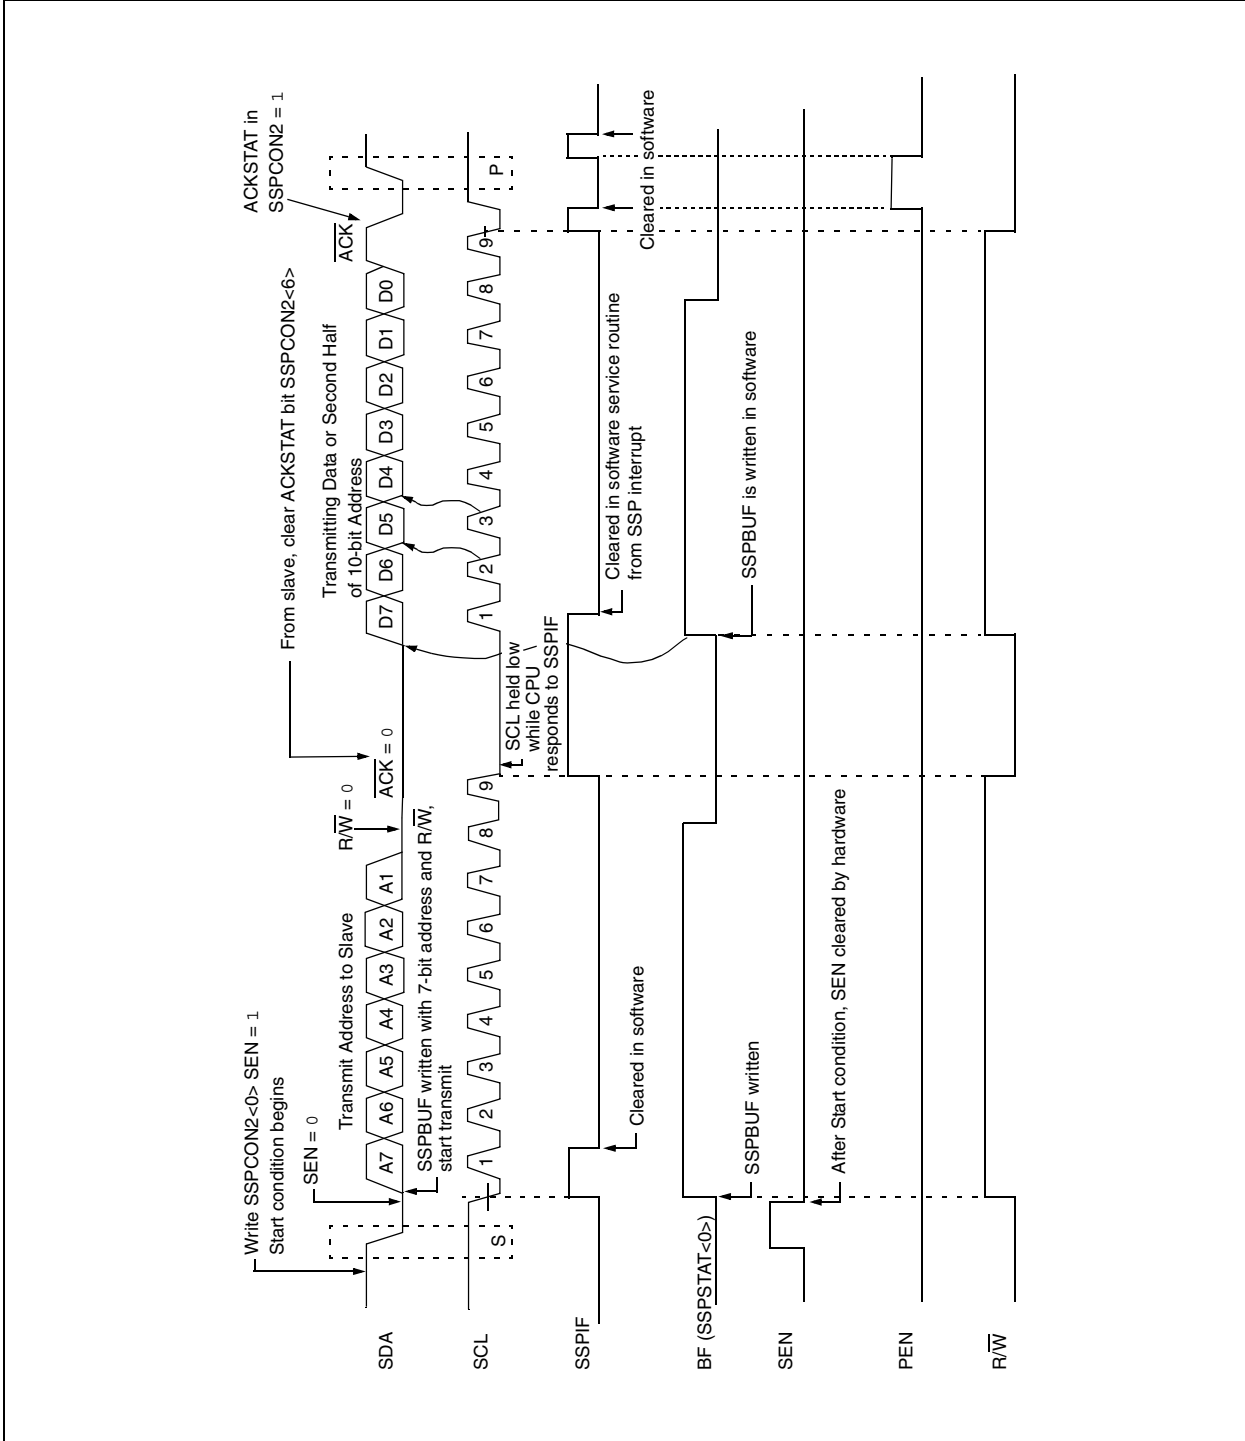 Write SSPCON2<0> SEN = 1
Start condition begins
SEN = 0
Transmit Address to Slave
R/W = 0
ACK = 0
From slave, clear ACKSTAT bit SSPCON2<6>
Transmitting Data or Second Half
of 10-bit Address
ACK
ACKSTAT in
SSPCON2 = 1
SDA
A7 A6 A5 A4 A3 A2 A1
D7 D6 D5 D4 D3 D2 D1 D0
SSPBUF written with 7-bit address and R/W,
start transmit
SCL
S
1 2 3 4 5 6 7 8 9
1 2 3 4 5 6 7 8 9
P
SCL held low
while CPU
responds to SSPIF
SSPIF
Cleared in software
Cleared in software service routine
from SSP interrupt
Cleared in software
BF (SSPSTAT<0>)
SSPBUF written
SSPBUF is written in software
SEN
After Start condition, SEN cleared by hardware
PEN
R/W